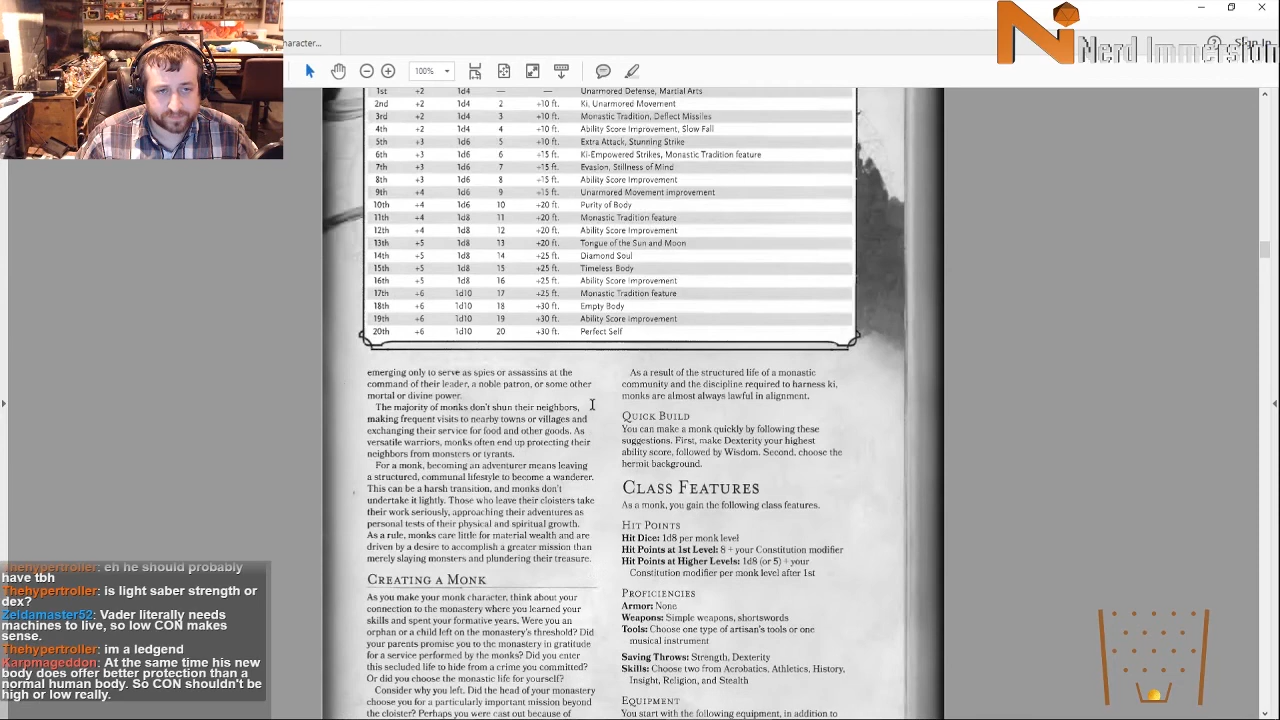 Nerd Immersion
haracter...
Sign In
100%
1st +2 1d4 — — Unarmored Defense, Martial Arts
2nd +2 1d4 2 +10 ft. Ki, Unarmored Movement
3rd +2 1d4 3 +10 ft. Monastic Tradition, Deflect Missiles
4th +2 1d4 4 +10 ft. Ability Score Improvement, Slow Fall
5th +3 1d6 5 +10 ft. Extra Attack, Stunning Strike
6th +3 1d6 6 +15 ft. Ki-Empowered Strikes, Monastic Tradition feature
7th +3 1d6 7 +15 ft. Evasion, Stillness of Mind
8th +3 1d6 8 +15 ft. Ability Score Improvement
9th +4 1d6 9 +15 ft. Unarmored Movement improvement
10th +4 1d6 10 +20 ft. Purity of Body
11th +4 1d8 11 +20 ft. Monastic Tradition feature
12th +4 1d8 12 +20 ft. Ability Score Improvement
13th +5 1d8 13 +20 ft. Tongue of the Sun and Moon
14th +5 1d8 14 +25 ft. Diamond Soul
15th +5 1d8 15 +25 ft. Timeless Body
16th +5 1d8 16 +25 ft. Ability Score Improvement
17th +6 1d10 17 +25 ft. Monastic Tradition feature
18th +6 1d10 18 +30 ft. Empty Body
19th +6 1d10 19 +30 ft. Ability Score Improvement
20th +6 1d10 20 +30 ft. Perfect Self
emerging only to serve as spies or assassins at the
command of their leader, a noble patron, or some other
mortal or divine power.
The majority of monks don't shun their neighbors,
making frequent visits to nearby towns or villages and
exchanging their service for food and other goods. As
versatile warriors, monks often end up protecting their
neighbors from monsters or tyrants.
For a monk, becoming an adventurer means leaving
a structured, communal lifestyle to become a wanderer.
This can be a harsh transition, and monks don't
undertake it lightly. Those who leave their cloisters take
their work seriously, approaching their adventures as
personal tests of their physical and spiritual growth.
As a rule, monks care little for material wealth and are
driven by a desire to accomplish a greater mission than
merely slaying monsters and plundering their treasure.
CREATING A MONK
As you make your monk character, think about your
connection to the monastery where you learned your
skills and spent your formative years. Were you an
orphan or a child left on the monastery's threshold? Did
your parents promise you to the monastery in gratitude
for a service performed by the monks? Did you enter
this secluded life to hide from a crime you committed?
Or did you choose the monastic life for yourself?
Consider why you left. Did the head of your monastery
choose you for a particularly important mission beyond
the cloister? Perhaps you were cast out because of
As a result of the structured life of a monastic
community and the discipline required to harness ki,
monks are almost always lawful in alignment.
QUICK BUILD
You can make a monk quickly by following these
suggestions. First, make Dexterity your highest
ability score, followed by Wisdom. Second, choose the
hermit background.
CLASS FEATURES
As a monk, you gain the following class features.
HIT POINTS
Hit Dice: 1d8 per monk level
Hit Points at 1st Level: 8 + your Constitution modifier
Hit Points at Higher Levels: 1d8 (or 5) + your
Constitution modifier per monk level after 1st
PROFICIENCIES
Armor: None
Weapons: Simple weapons, shortswords
Tools: Choose one type of artisan's tools or one
musical instrument
Saving Throws: Strength, Dexterity
Skills: Choose two from Acrobatics, Athletics, History,
Insight, Religion, and Stealth
EQUIPMENT
You start with the following equipment, in addition to
Thehypertroller: eh he should probably
have tbh
Thehypertroller: is light saber strength or
dex?
Zeidamaster52: Vader literally needs
machines to live, so low CON makes
sense.
Thehypertroller: im a ledgend
Karpmageddon: At the same time his new
body does offer better protection than a
normal human body. So CON shouldn't be
high or low really.